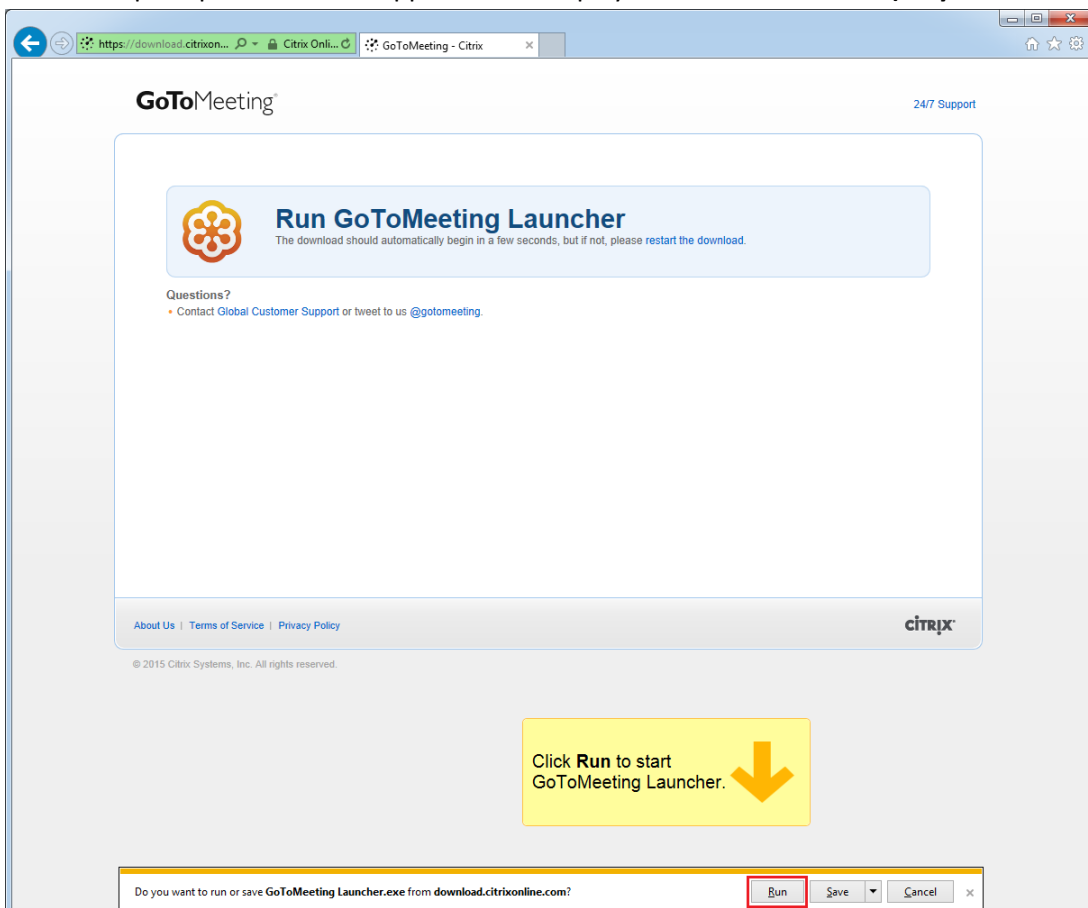 https://download.citrixon...
Citrix Onli...
GoToMeeting - Citrix
GoToMeeting
24/7 Support
Run GoToMeeting Launcher
The download should automatically begin in a few seconds, but if not, please restart the download.
Questions?
• Contact Global Customer Support or tweet to us @gotomeeting.
About Us | Terms of Service | Privacy Policy
CITRIX
© 2015 Citrix Systems, Inc. All rights reserved.
Click Run to start
GoToMeeting Launcher.
Do you want to run or save GoToMeeting Launcher.exe from download.citrixonline.com?
Run
Save
Cancel